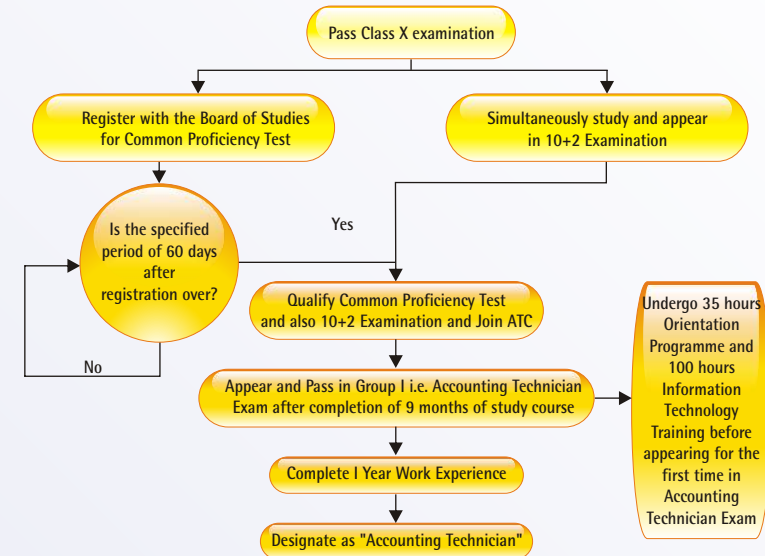 Pass Class X examination
Register with the Board of Studies
for Common Proficiency Test
Simultaneously study and appear
in 10+2 Examination
Is the specified
period of 60 days
after
registration over?
Yes
No
Qualify Common Proficiency Test
and also 10+2 Examination and Join ATC
Appear and Pass in Group I i.e. Accounting Technician
Exam after completion of 9 months of study course
Undergo 35 hours
Orientation
Programme and
100 hours
Information
Technology
Training before
appearing for the
first time in
Accounting
Technician Exam
Complete I Year Work Experience
Designate as "Accounting Technician"